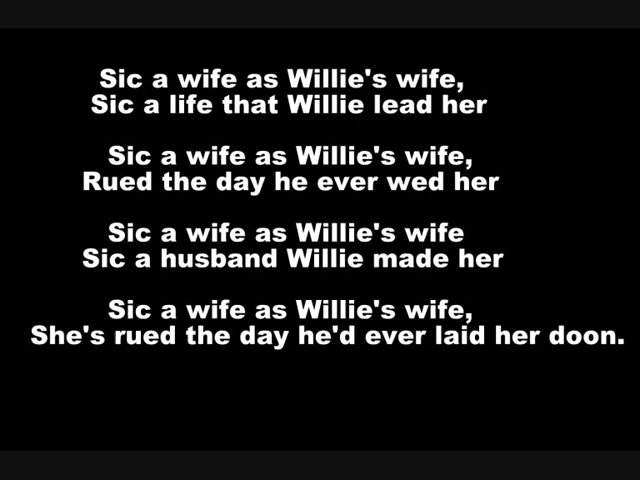 Sic a wife as Willie's wife,
Sic a life that Willie lead her
Sic a wife as Willie's wife,
Rued the day he ever wed her
Sic a wife as Willie's wife
Sic a husband Willie made her
Sic a wife as Willie's wife,
She's rued the day he'd ever laid her doon.